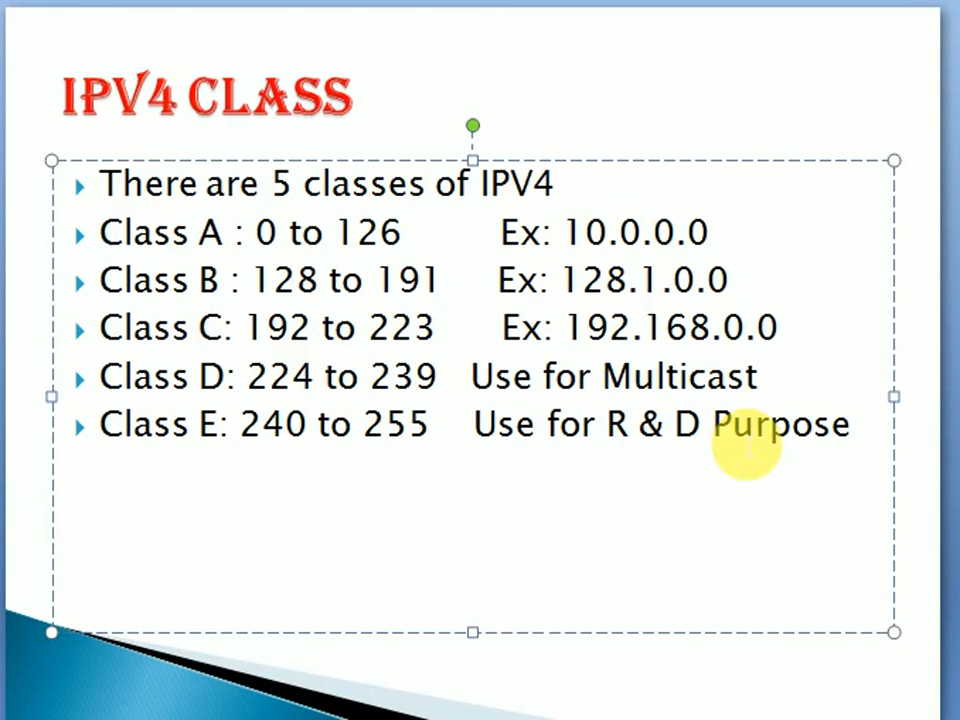 IPV4 CLASS
There are 5 classes of IPV4
Class A : 0 to 126 Ex: 10.0.0.0
Class B : 128 to 191 Ex: 128.1.0.0
Class C: 192 to 223 Ex: 192.168.0.0
Class D: 224 to 239 Use for Multicast
Class E: 240 to 255 Use for R & D Purpose